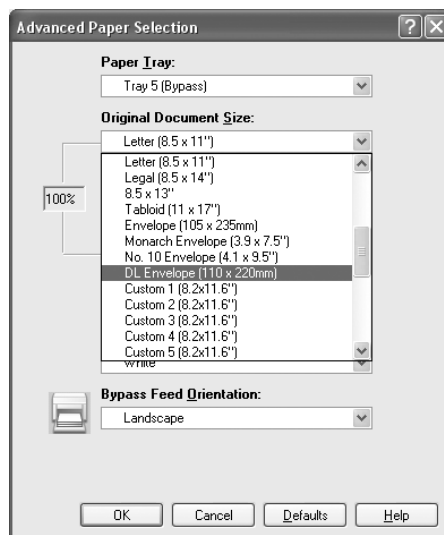 Advanced Paper Selection
Paper Tray:
Tray 5 (Bypass)
Original Document Size:
Letter (8.5 x 11")
Letter (8.5 x 11")
Legal (8.5 x 14")
8.5 x 13"
Tabloid (11 x 17")
Envelope (105 x 235mm)
Monarch Envelope (3.9 x 7.5")
No. 10 Envelope (4.1 x 9.5")
DL Envelope (110 x 220mm)
Custom 1 (8.2x11.6")
Custom 2 (8.2x11.6")
Custom 3 (8.2x11.6")
Custom 4 (8.2x11.6")
Custom 5 (8.2x11.6")
100%
White
Bypass Feed Orientation:
Landscape
OK Cancel Defaults Help